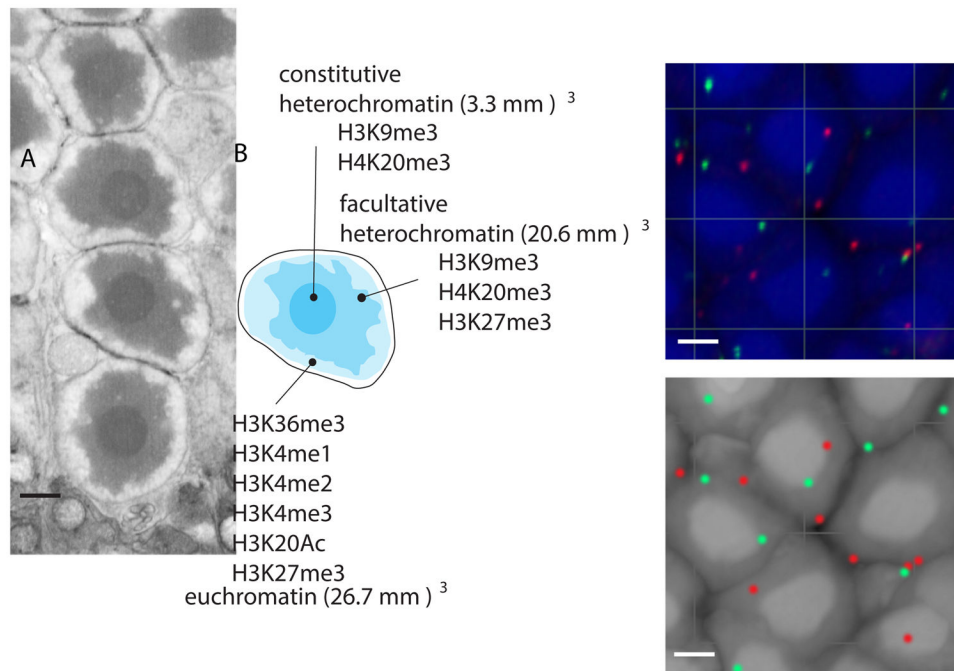 A
B
constitutive
heterochromatin (3.3 mm ) 3
H3K9me3
H4K20me3
facultative
heterochromatin (20.6 mm ) 3
H3K9me3
H4K20me3
H3K27me3
H3K36me3
H3K4me1
H3K4me2
H3K4me3
H3K20Ac
H3K27me3
euchromatin (26.7 mm ) 3